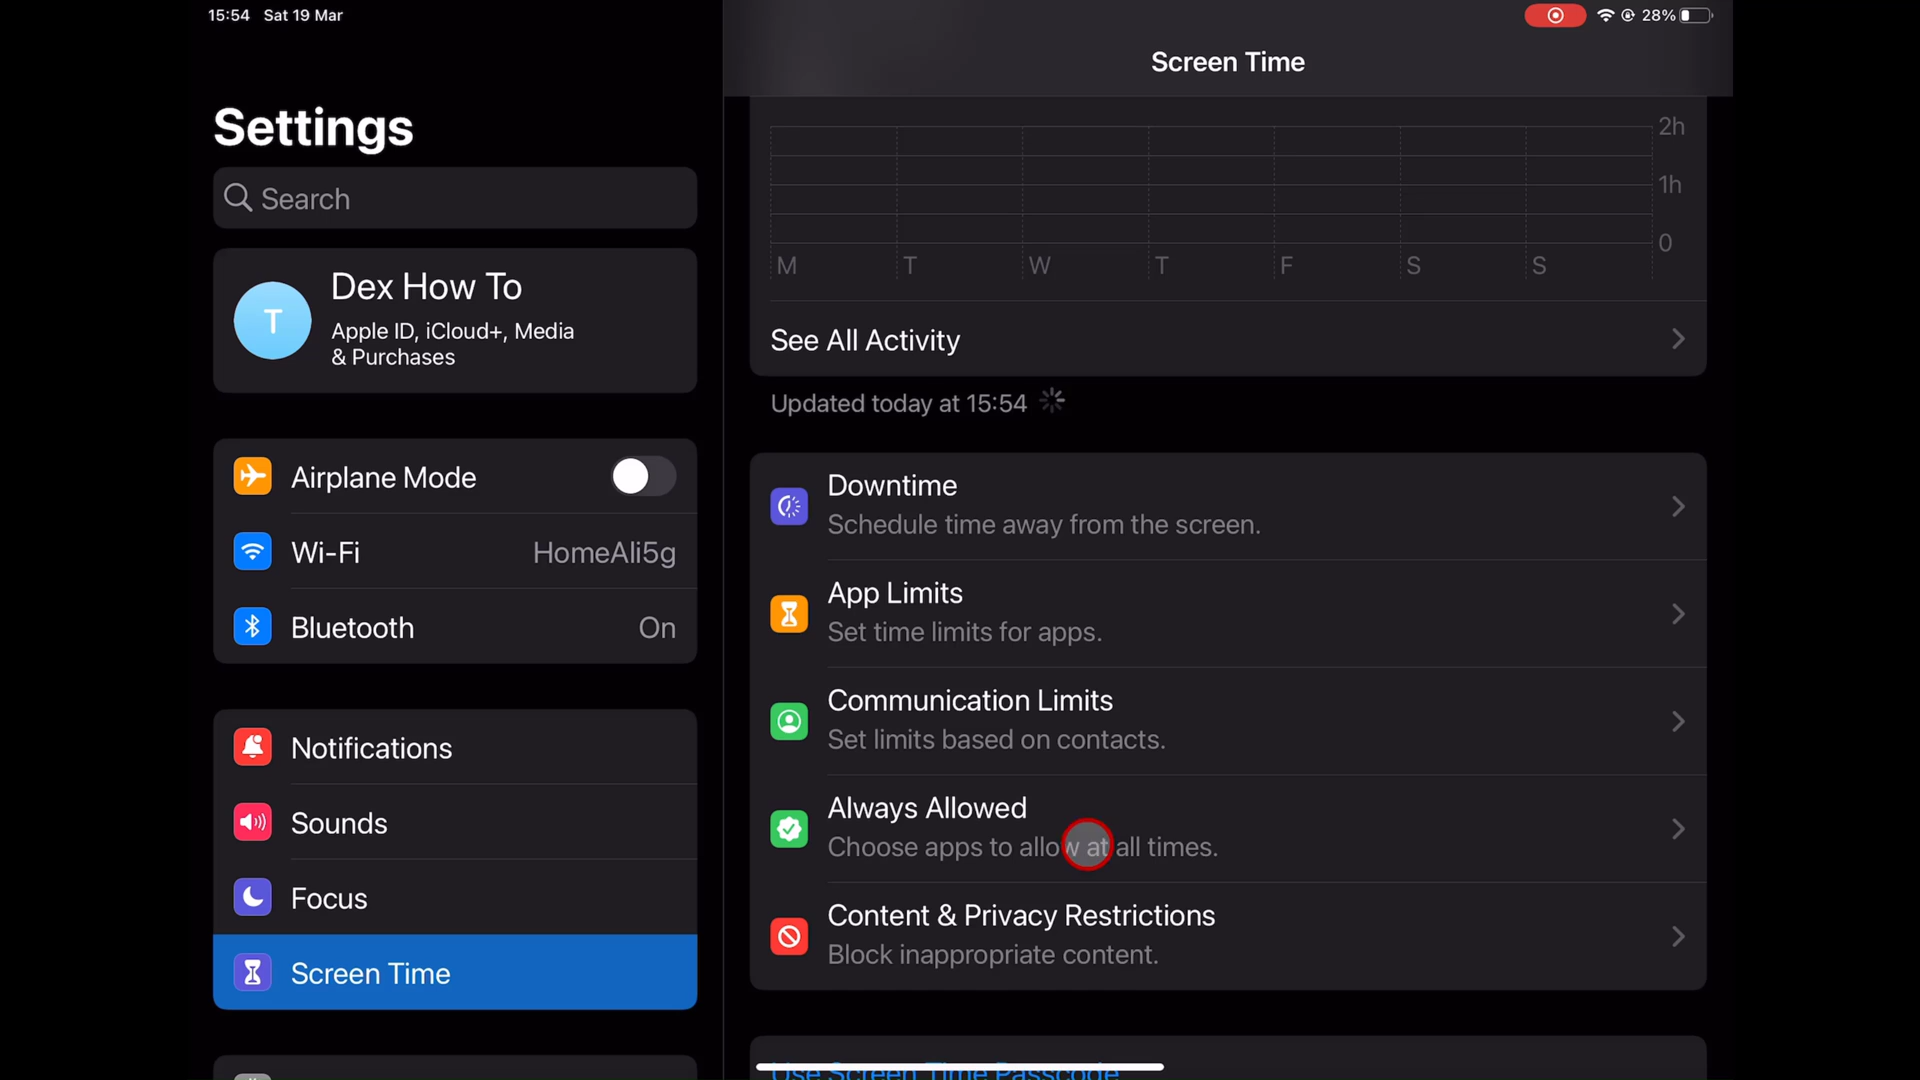 15:54 Sat 19 Mar
28%
Settings
Search
T
Dex How To
Apple ID, iCloud+, Media
& Purchases
Airplane Mode
Wi-Fi HomeAli5g
Bluetooth On
Notifications
Sounds
Focus
Screen Time
Screen Time
2h
1h
0
M T W T F S S
See All Activity
Updated today at 15:54
Downtime
Schedule time away from the screen.
App Limits
Set time limits for apps.
Communication Limits
Set limits based on contacts.
Always Allowed
Choose apps to allow at all times.
Content & Privacy Restrictions
Block inappropriate content.
Use Screen Time Passcode